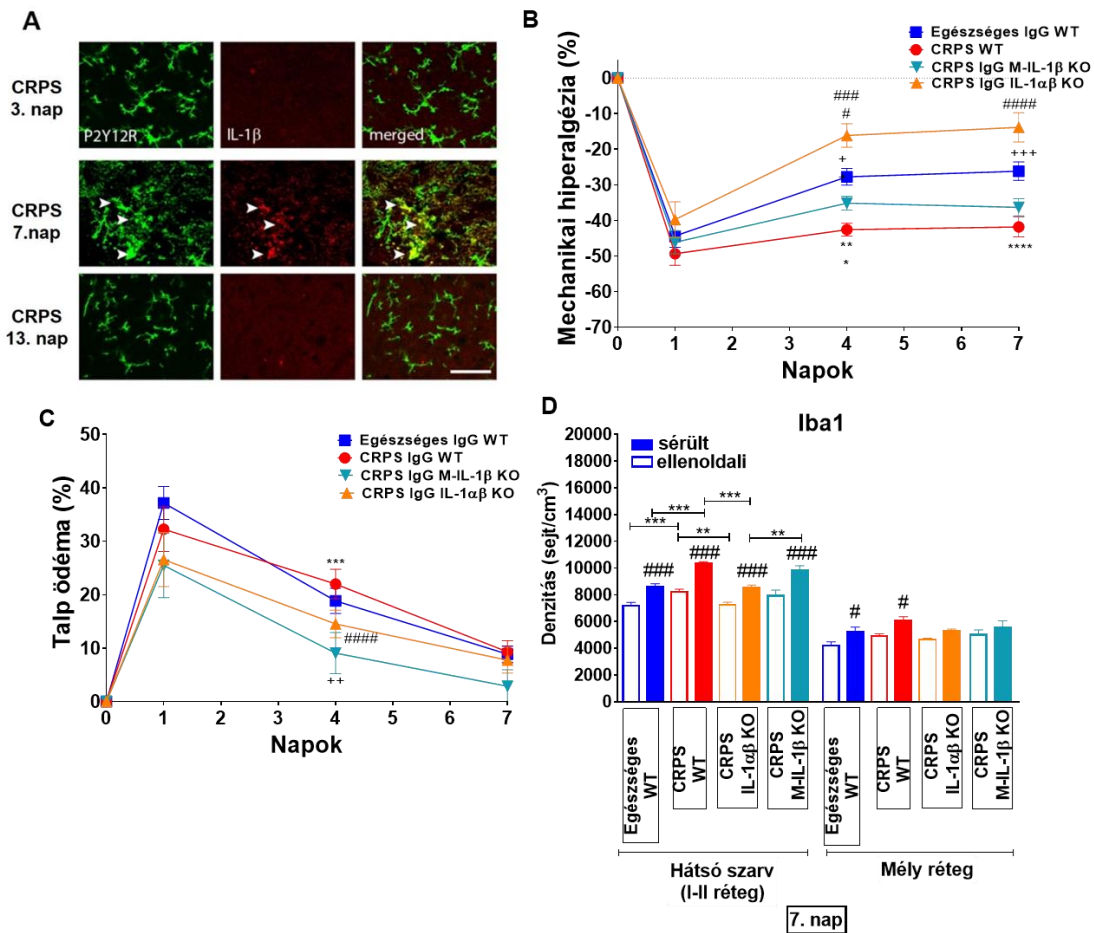 A
CRPS
3. nap
P2Y12R
IL-1β
merged
CRPS
7.nap
CRPS
13. nap
B
Egészséges IgG WT
CRPS WT
CRPS IgG M-IL-1β KO
CRPS IgG IL-1αβ KO
Mechanikai hiperalgézia (%)
0
-10
-20
-30
-40
-50
-60
-70
###
#
####
+
+++
**
*
****
0 1 2 3 4 5 6 7
Napok
C
Egészséges IgG WT
CRPS IgG WT
CRPS IgG M-IL-1β KO
CRPS IgG IL-1αβ KO
Talp ödéma (%)
50
40
30
20
10
0
***
####
++
0 1 2 3 4 5 6 7
Napok
D
Iba1
sérült
ellenoldali
Denzitás (sejt/cm³)
20000
18000
16000
14000
12000
10000
8000
6000
4000
2000
0
*** *** *** ** **
### ### ### ### # #
Egészséges
WT
CRPS
WT
CRPS
IL-1αβ KO
CRPS
M-IL-1β KO
Egészséges
WT
CRPS
WT
CRPS
IL-1αβ KO
CRPS
M-IL-1β KO
Hátsó szarv
(I-II réteg)
Mély réteg
7. nap